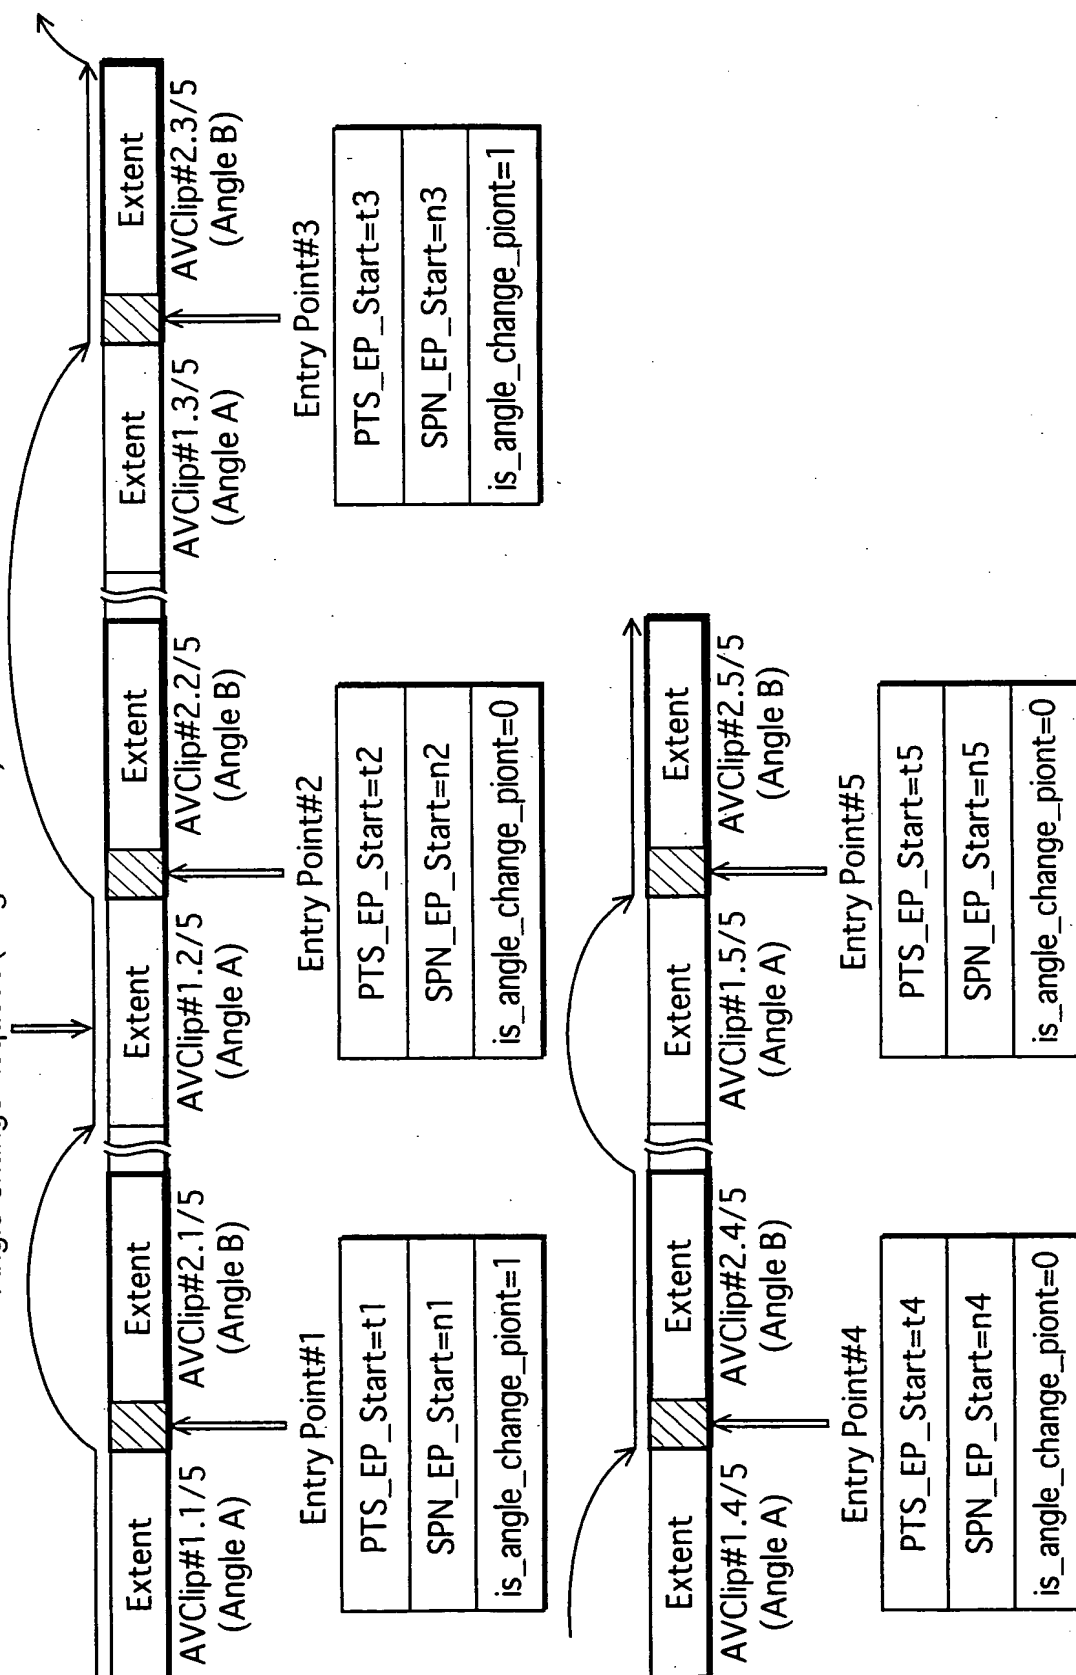 Extent
Extent
Extent
Extent
Extent
Extent
AVClip#1.1/5
(Angle A)
AVClip#2.1/5
(Angle B)
AVClip#1.2/5
(Angle A)
AVClip#2.2/5
(Angle B)
AVClip#1.3/5
(Angle A)
AVClip#2.3/5
(Angle B)
Entry Point#1
PTS_EP_Start=t1
SPN_EP_Start=n1
is_angle_change_piont=1
Entry Point#2
PTS_EP_Start=t2
SPN_EP_Start=n2
is_angle_change_piont=0
Entry Point#3
PTS_EP_Start=t3
SPN_EP_Start=n3
is_angle_change_piont=1
Extent
Extent
Extent
Extent
AVClip#1.4/5
(Angle A)
AVClip#2.4/5
(Angle B)
AVClip#1.5/5
(Angle A)
AVClip#2.5/5
(Angle B)
Entry Point#4
PTS_EP_Start=t4
SPN_EP_Start=n4
is_angle_change_piont=0
Entry Point#5
PTS_EP_Start=t5
SPN_EP_Start=n5
is_angle_change_piont=0